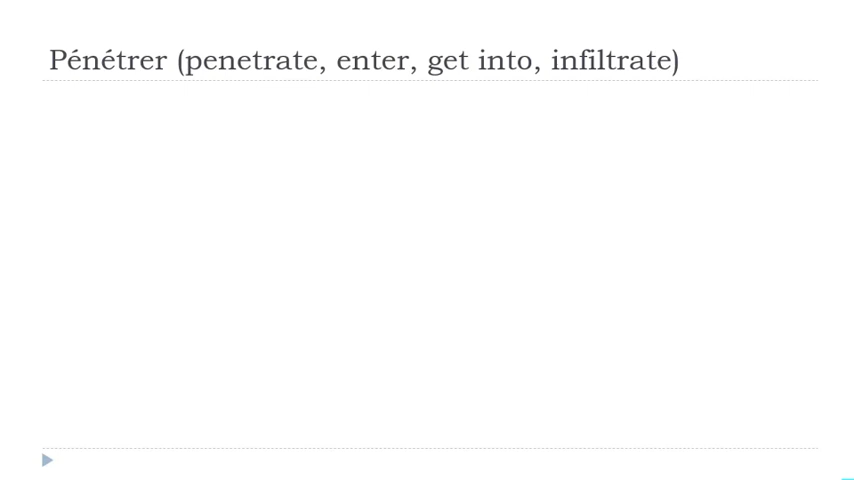 Pénétrer (penetrate, enter, get into, infiltrate)